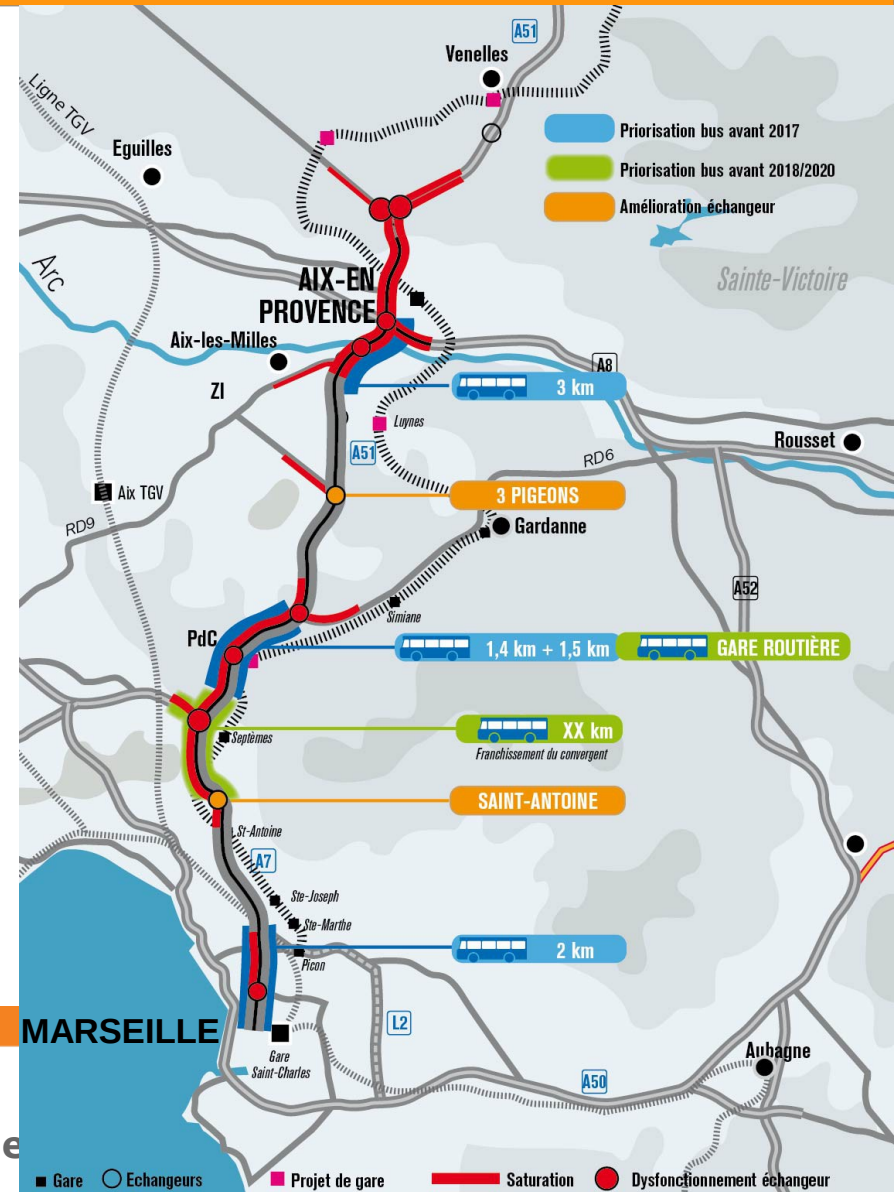 A51
Venelles
Ligne TGV
Priorisation bus avant 2017
Eguilles
Priorisation bus avant 2018/2020
Amélioration échangeur
Arc
Sainte-Victoire
AIX-EN
PROVENCE
Aix-les-Milles
A8
ZI
3 km
Luynes
Rousset
A51
RD6
Aix TGV
3 PIGEONS
RD9
Gardanne
A52
Simiane
PdC
1,4 km + 1,5 km
GARE ROUTIÈRE
Septèmes
XX km
Franchissement du convergent
SAINT-ANTOINE
St-Antoine
A7
Ste-Joseph
Ste-Marthe
2 km
Picon
MARSEILLE
L2
Gare
Saint-Charles
Aubagne
A50
e
Gare
Echangeurs
Projet de gare
Saturation
Dysfonctionnement échangeur